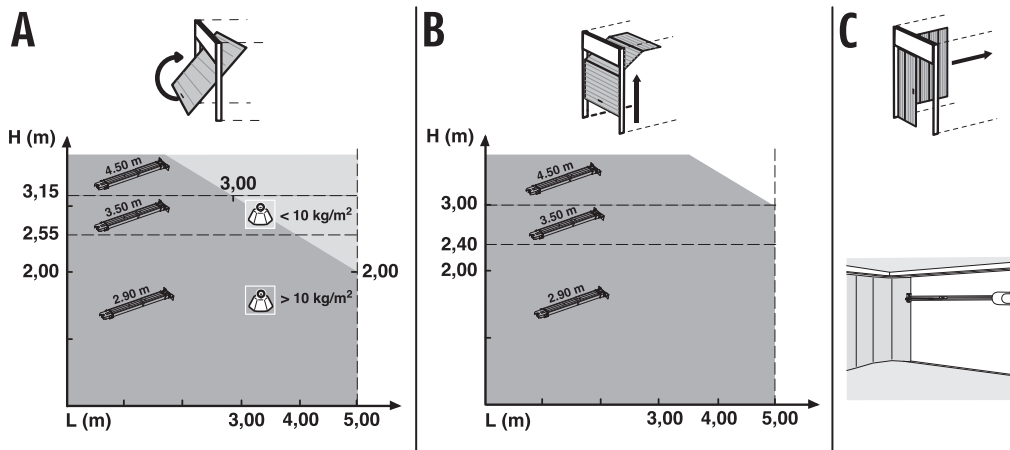 A
H (m)
4.50 m
3,15
3,00
3.50 m
< 10 kg/m²
2,55
2,00
2,00
2.90 m
> 10 kg/m²
L (m)
3,00 4,00 5,00
B
H (m)
4.50 m
3,00
3.50 m
2,40
2,00
2.90 m
L (m)
3,00 4,00 5,00
C